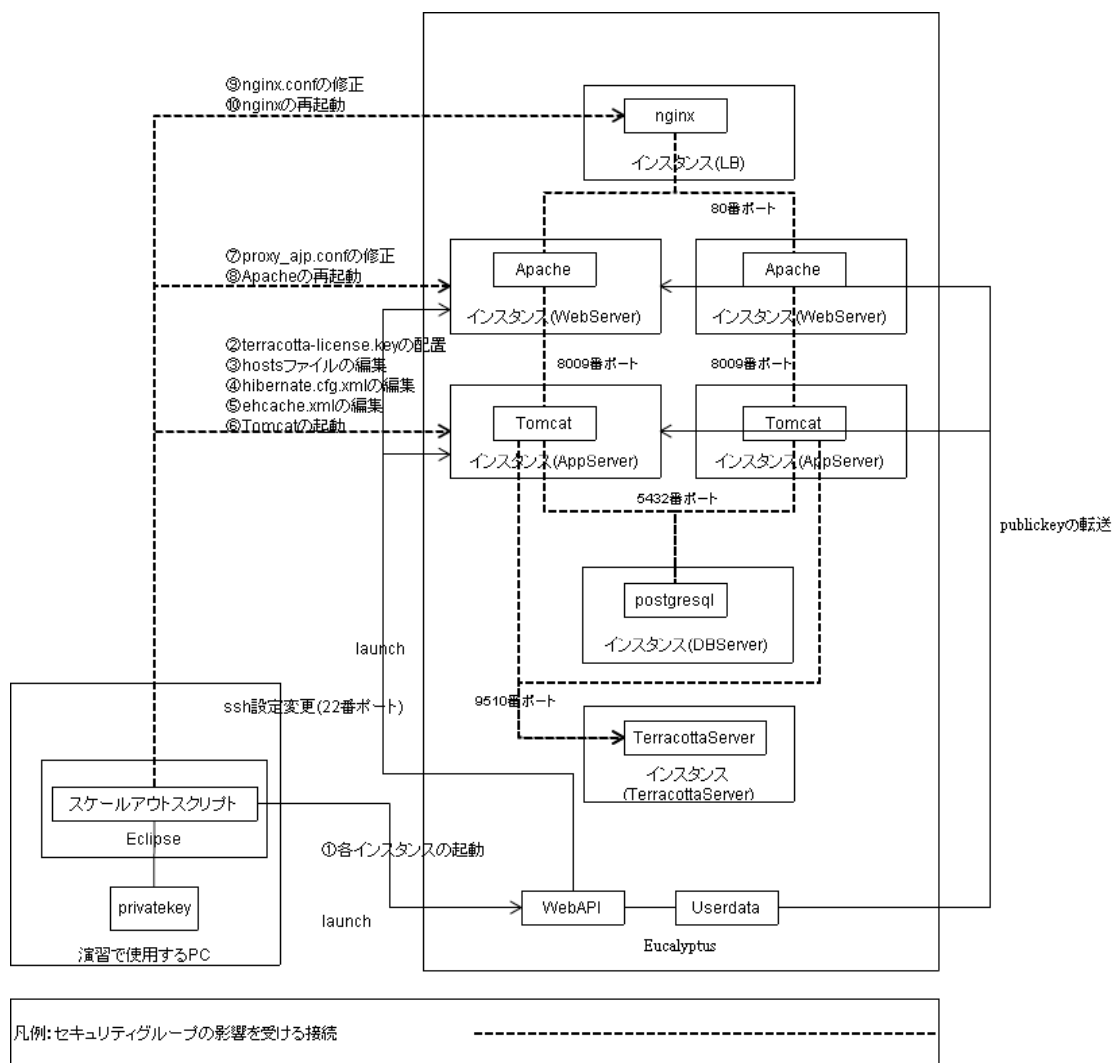 ⑨nginx.confの修正
⑩nginxの再起動
nginx
インスタンス(LB)
80番ポート
⑦proxy_ajp.confの修正
⑧Apacheの再起動
Apache
インスタンス(WebServer)
Apache
インスタンス(WebServer)
②terracotta-license.keyの配置
③hostsファイルの編集
④hibernate.cfg.xmlの編集
⑤ehcache.xmlの編集
⑥Tomcatの起動
8009番ポート
8009番ポート
Tomcat
インスタンス(AppServer)
Tomcat
インスタンス(AppServer)
5432番ポート
publickeyの転送
postgresql
インスタンス(DBServer)
launch
ssh設定変更(22番ポート)
9510番ポート
TerracottaServer
インスタンス
(TerracottaServer)
スケールアウトスクリプト
Eclipse
①各インスタンスの起動
privatekey
launch
WebAPI
Userdata
演習で使用するPC
Eucalyptus
凡例:セキュリティグループの影響を受ける接続